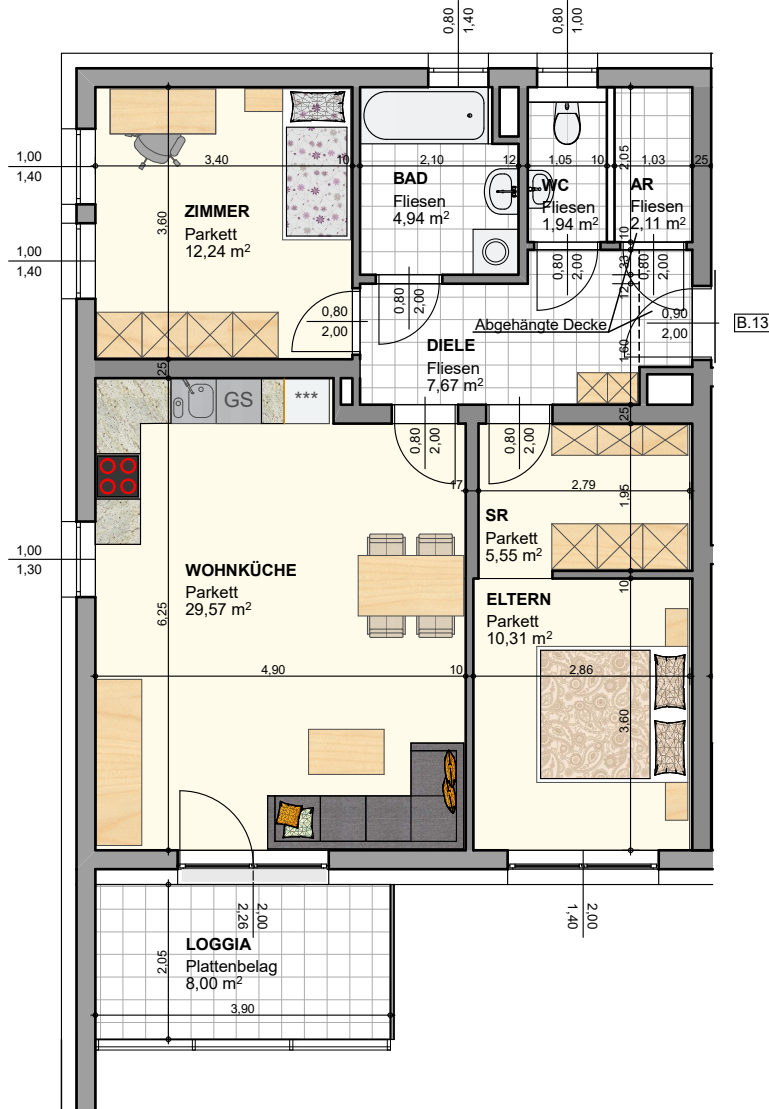 0,80
1,40
0,80
1,00
1,00
1,40
3,40
10
2,10
12
1,05
10
2,05
1,03
25
BAD
Fliesen
4,94 m²
WC
Fliesen
1,94 m²
AR
Fliesen
2,11 m²
ZIMMER
Parkett
12,24 m²
3,60
1,00
1,40
10
33
12
0,80
2,00
0,80
2,00
0,80
2,00
0,80
2,00
Abgehängte Decke
0,90
2,00
B.13
1,60
DIELE
Fliesen
7,67 m²
25
GS
***
25
0,80
2,00
0,80
2,00
17
2,79
1,95
SR
Parkett
5,55 m²
1,00
1,30
WOHNKÜCHE
Parkett
29,57 m²
6,25
10
ELTERN
Parkett
10,31 m²
4,90
10
2,86
3,60
2,00
2,26
2,00
1,40
LOGGIA
Plattenbelag
8,00 m²
2,05
3,90